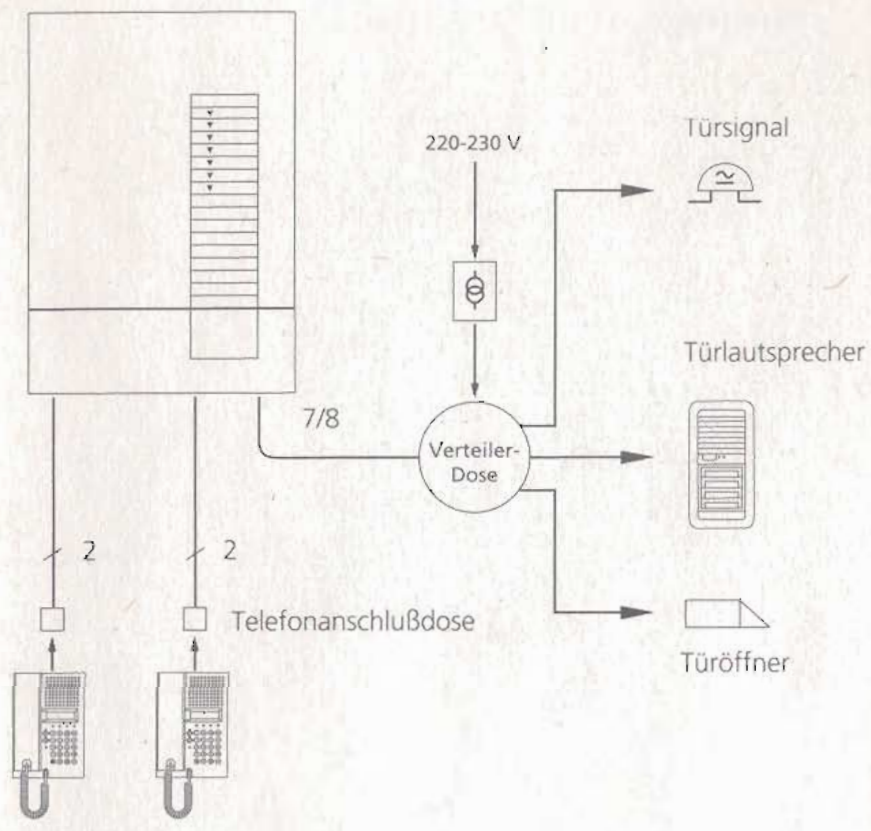 220-230 V
Türsignal
Türlautsprecher
7/8
Verteiler-
Dose
2
2
Telefonanschlußdose
Türöffner